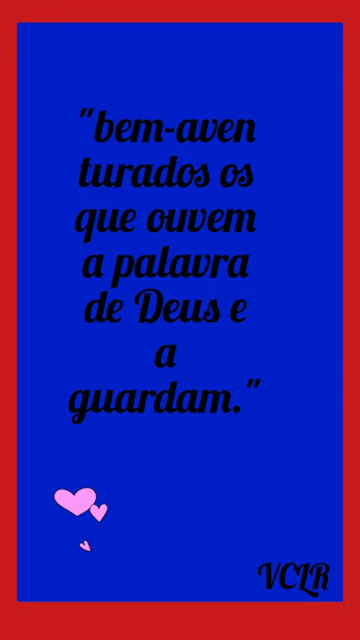 "bem-aven
turados os
que ouvem
a palavra
de Deus e
a
guardam."
VCLR